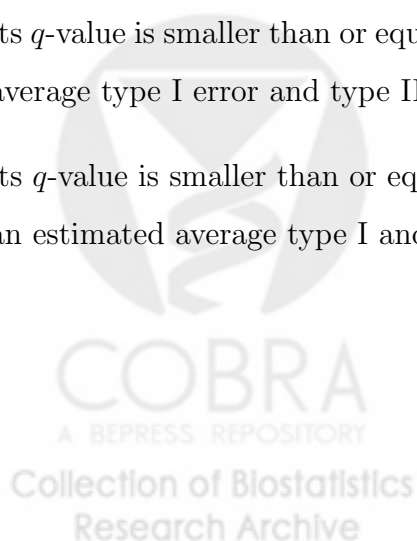 ts q-value is smaller than or equ
average type I error and type II
ts q-value is smaller than or eq
an estimated average type I and
COBRA
A BEPRESS REPOSITORY
Collection of Biostatistics
Research Archive